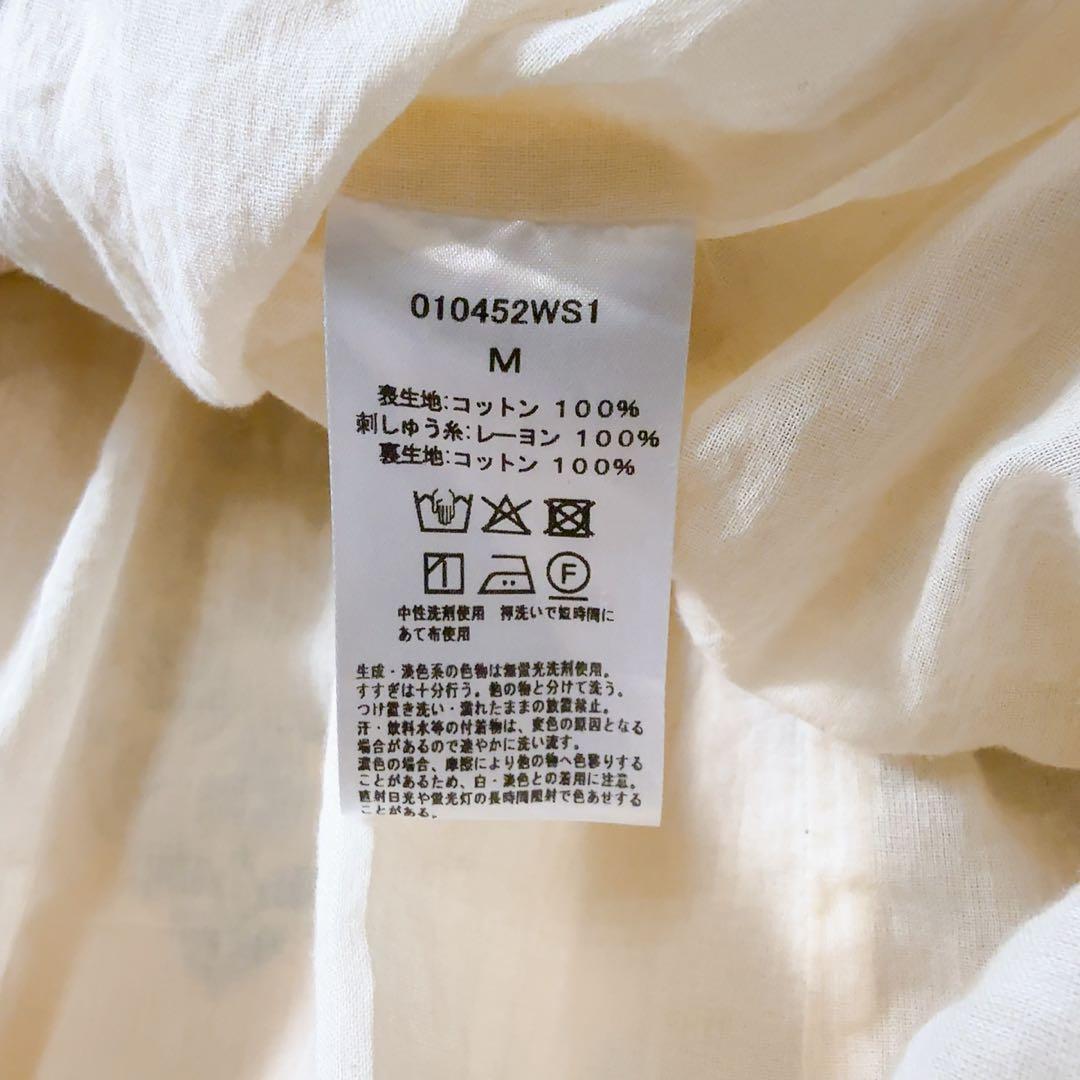 010452WS1
M
表生地:コットン 100%
刺しゅう糸:レーヨン 100%
裏生地:コットン 100%
F
中性洗剤使用 押洗いで短時間に
あて布使用
生成・淡色系の色物は無蛍光洗剤使用。
すすぎは十分行う。他の物と分けて洗う。
つけ置き洗い・濡れたままの放置禁止。
汗・飲料水等の付着物は、変色の原因となる
場合があるので速やかに洗い流す。
濃色の場合、摩擦により他の物へ色移りする
ことがあるため、白・淡色との着用に注意。
直射日光や蛍光灯の長時間照射で色あせする
ことがある。